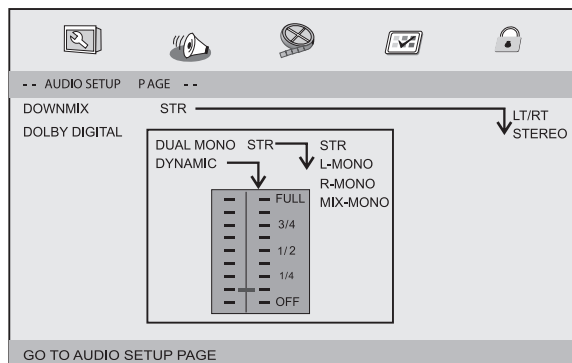 -- AUDIO SETUP PAGE --
DOWNMIX STR LT/RT
DOLBY DIGITAL STEREO
DUAL MONO STR STR
DYNAMIC L-MONO
R-MONO
MIX-MONO
FULL
3/4
1/2
1/4
OFF
GO TO AUDIO SETUP PAGE